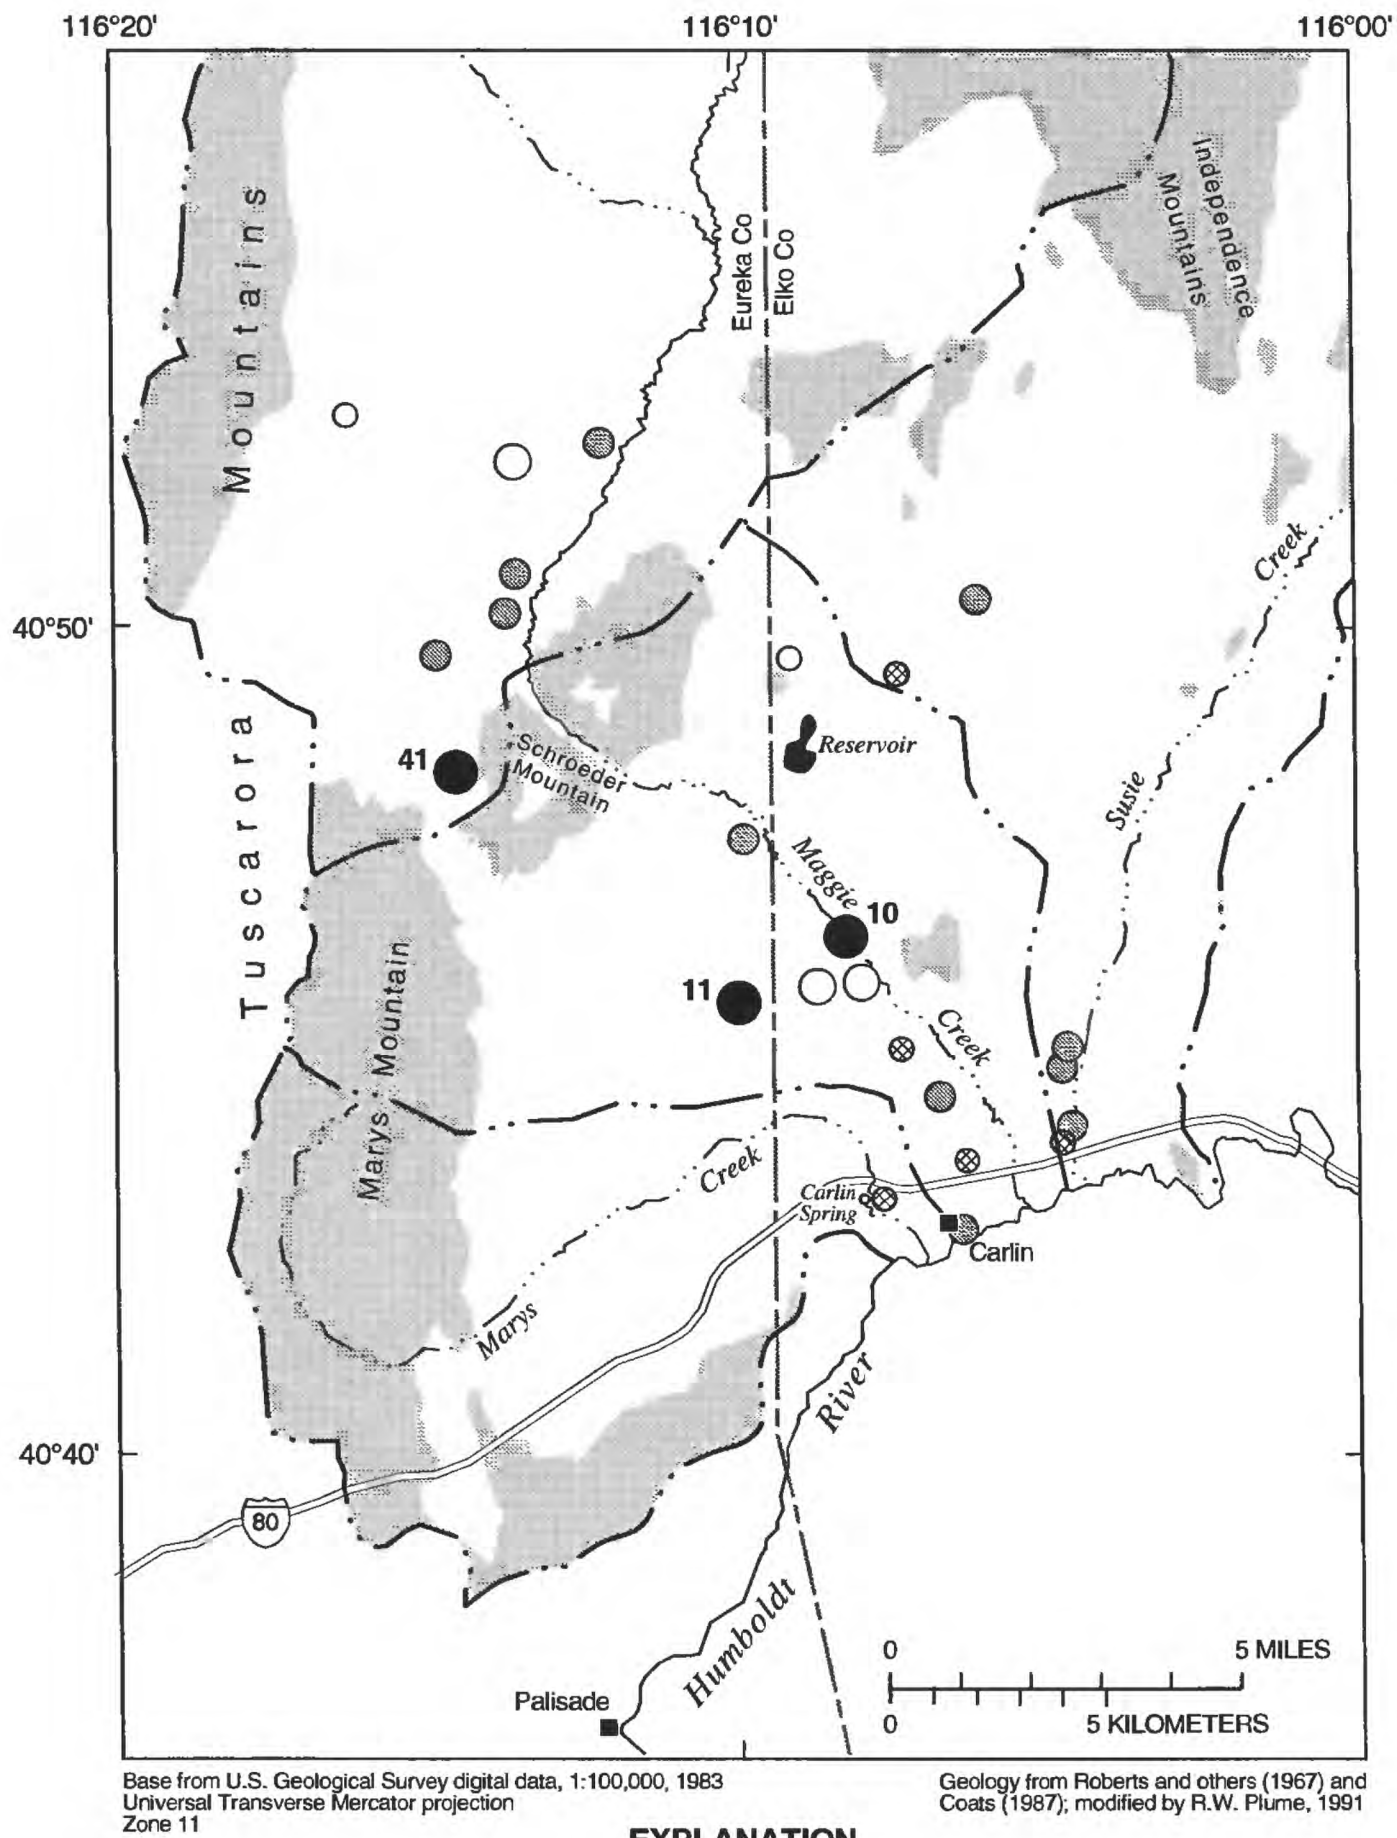 116°20'
116°10'
116°00'
Independence
Mountains
Mountains
Eureka Co
Elko Co
Creek
40°50'
Tuscarora
41
Schroeder
Mountain
Reservoir
Susie
Maggie
10
11
Marys Mountain
Creek
Creek
Carlin
Spring
Carlin
Marys
River
40°40'
80
Humboldt
0
5 MILES
Palisade
0
5 KILOMETERS
Base from U.S. Geological Survey digital data, 1:100,000, 1983
Universal Transverse Mercator projection
Zone 11
Geology from Roberts and others (1967) and
Coats (1987); modified by R.W. Plume, 1991
EXPLANATION